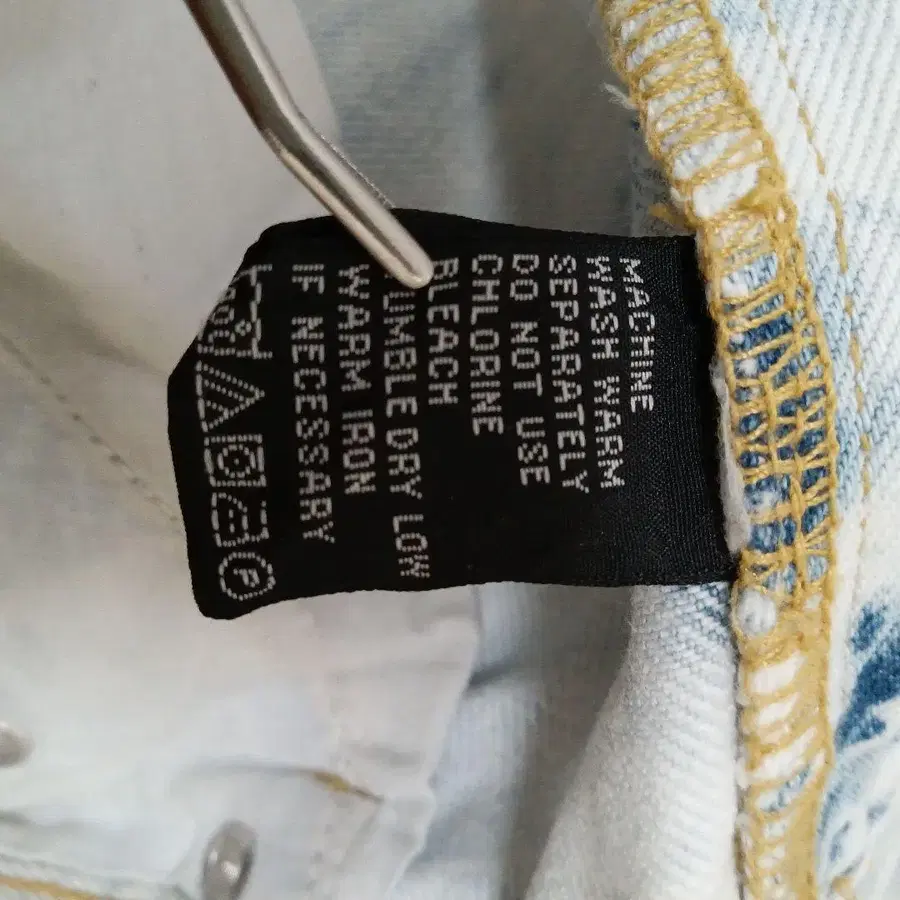 MACHINE
WASH WARM
SEPARATELY
DO NOT USE
CHLORINE
BLEACH
TUMBLE DRY LOW
WARM IRON
IF NECESSARY
P